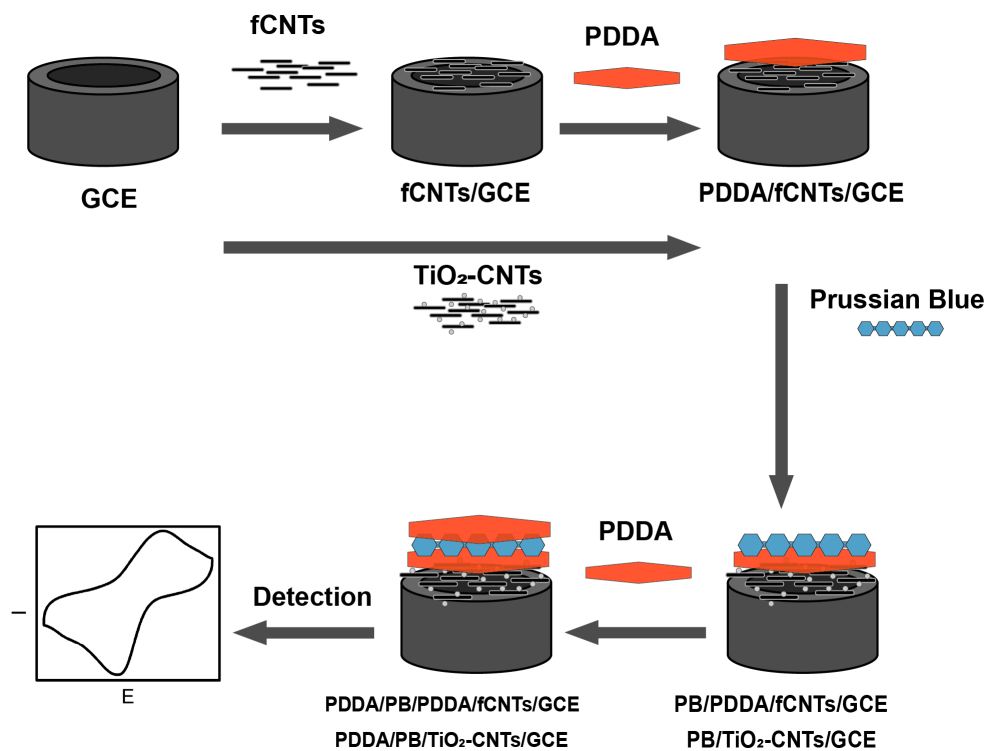 fCNTs
PDDA
GCE
fCNTs/GCE
PDDA/fCNTs/GCE
TiO₂-CNTs
Prussian Blue
PDDA
Detection
I
E
PDDA/PB/PDDA/fCNTs/GCE
PDDA/PB/TiO₂-CNTs/GCE
PB/PDDA/fCNTs/GCE
PB/TiO₂-CNTs/GCE